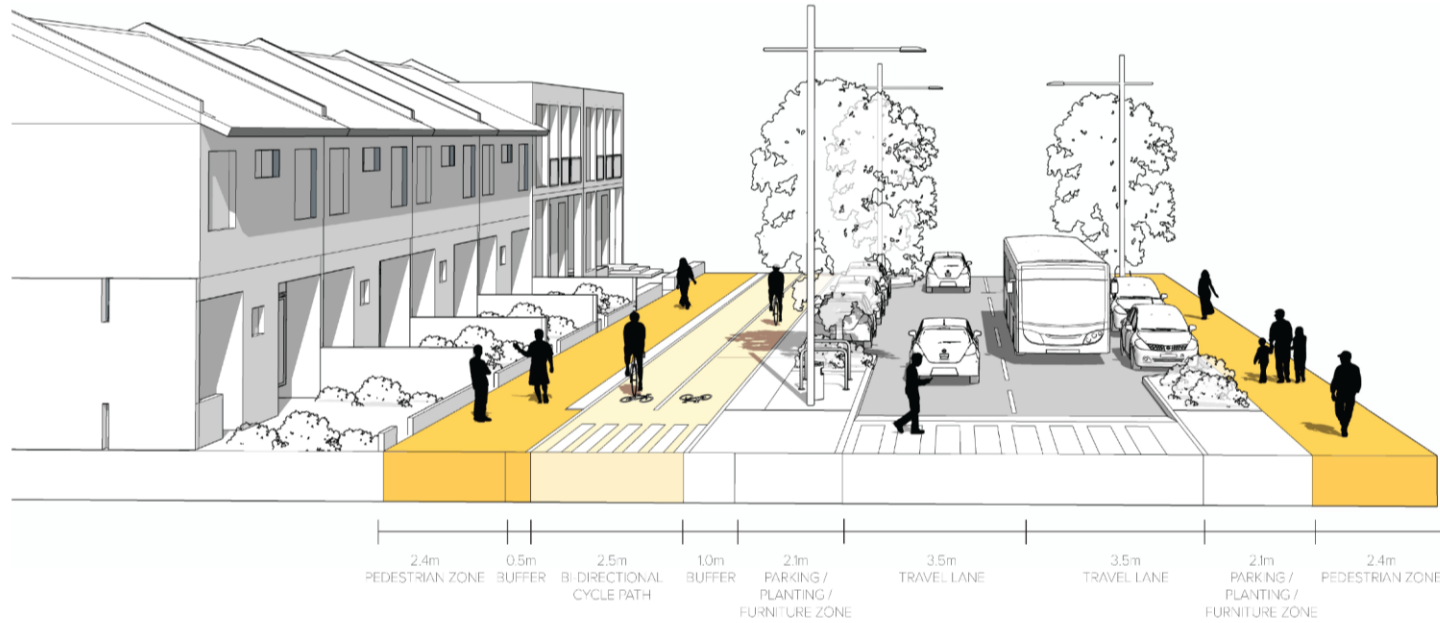 2.4m
PEDESTRIAN ZONE
0.5m
BUFFER
2.5m
BI-DIRECTIONAL
CYCLE PATH
1.0m
BUFFER
2.1m
PARKING /
PLANTING /
FURNITURE ZONE
3.5m
TRAVEL LANE
3.5m
TRAVEL LANE
2.1m
PARKING /
PLANTING /
FURNITURE ZONE
2.4m
PEDESTRIAN ZONE